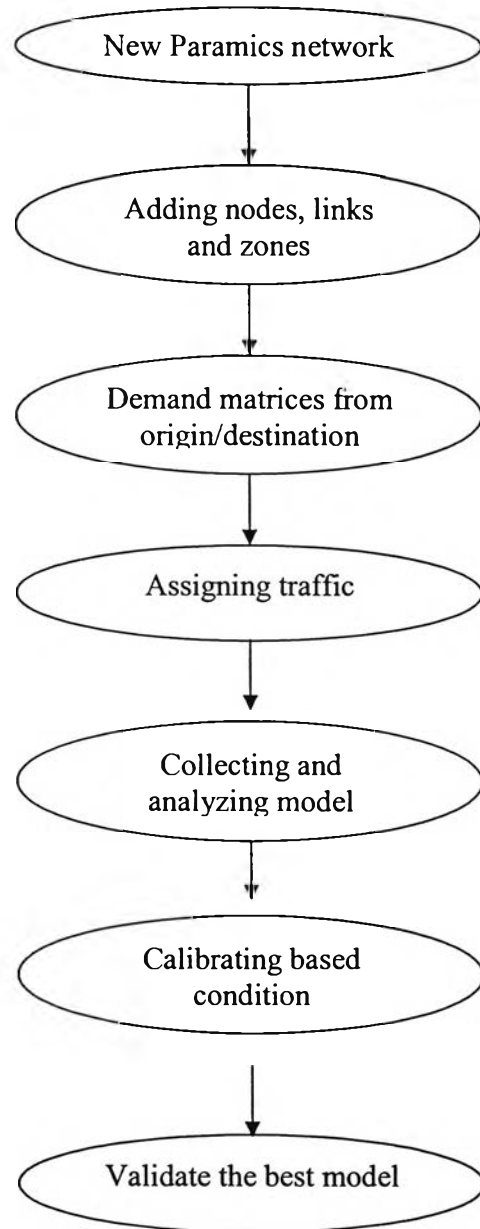 New Paramics network
Adding nodes, links
and zones
Demand matrices from
origin/destination
Assigning traffic
Collecting and
analyzing model
Calibrating based
condition
Validate the best model